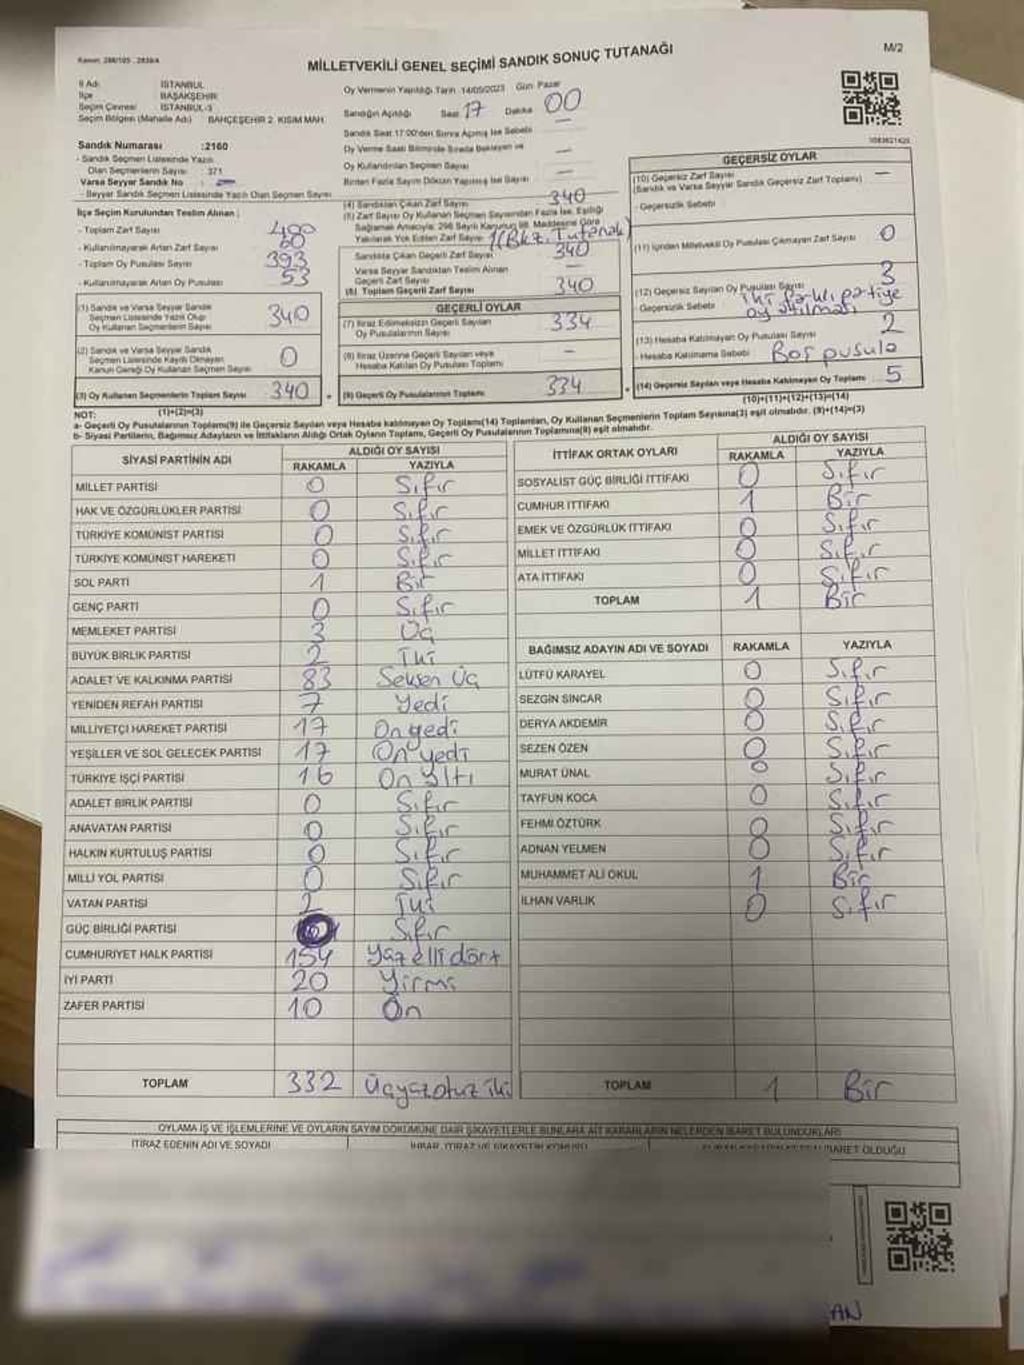 M/2
MİLLETVEKİLİ GENEL SEÇİMİ SANDIK SONUÇ TUTANAĞI
İl Adı : İSTANBUL
İlçe : BAŞAKŞEHİR
Seçim Çevresi : İSTANBUL-3
Seçim Bölgesi (Mahalle Adı) : BAHÇEŞEHİR 2. KISIM MAH.
Oy Vermenin Yapıldığı Tarih: 14/05/2023 Gün: Pazar
Sandığın Açıldığı Saat 17 Dakika 00
Sandık Saat 17:00'den Sonra Açılmış İse Sebebi —
Oy Verme Saati Bitiminde Sırada Bekleyen ve
Oy Kullandırılan Seçmen Sayısı —
Birden Fazla Sayım Döküm Yapılmış İse Sayısı —
Sandık Numarası :2160
- Sandık Seçmen Listesinde Yazılı
Olan Seçmenlerin Sayısı 371
Varsa Seyyar Sandık No :
- Seyyar Sandık Seçmen Listesinde Yazılı Olan Seçmen Sayısı
İlçe Seçim Kurulundan Teslim Alınan :
- Toplam Zarf Sayısı
- Kullanılmayarak Artan Zarf Sayısı
- Toplam Oy Pusulası Sayısı 393
- Kullanılmayarak Artan Oy Pusulası 53
(1) Sandık ve Varsa Seyyar Sandık
Seçmen Listesinde Yazılı Olup
Oy Kullanan Seçmenlerin Sayısı 340
(2) Sandık ve Varsa Seyyar Sandık
Seçmen Listesinde Kaydı Olmayan
Kanun Gereği Oy Kullanan Seçmen Sayısı 0
(3) Oy Kullanan Seçmenlerin Toplam Sayısı 340
(1)+(2)=(3)
(4) Sandıktan Çıkan Zarf Sayısı 340
(5) Zarf Sayısı Oy Kullanan Seçmen Sayısından Fazla İse, Eşitliği
Sağlamak Amacıyla; 298 Sayılı Kanunun 98. Maddesine Göre
Yakılarak Yok Edilen Zarf Sayısı 1 (Bkz. Tutanak)
Sandıkta Çıkan Geçerli Zarf Sayısı 340
Varsa Seyyar Sandıktan Teslim Alınan
Geçerli Zarf Sayısı —
(6) Toplam Geçerli Zarf Sayısı 340
GEÇERLİ OYLAR
(7) İtiraz Edilmeksizin Geçerli Sayılan
Oy Pusulalarının Sayısı 334
(8) İtiraz Üzerine Geçerli Sayılan veya
Hesaba Katılan Oy Pusulası Toplamı —
(9) Geçerli Oy Pusulalarının Toplamı 334
GEÇERSİZ OYLAR
(10) Geçersiz Zarf Sayısı
(Sandık ve Varsa Seyyar Sandık Geçersiz Zarf Toplamı) —
- Geçersizlik Sebebi
(11) İçinden Milletvekili Oy Pusulası Çıkmayan Zarf Sayısı 0
(12) Geçersiz Sayılan Oy Pusulası Sayısı 3
Geçersizlik Sebebi iki farklı partiye
oy atılması
(13) Hesaba Katılmayan Oy Pusulası Sayısı 2
- Hesaba Katılmama Sebebi Boş pusula
(14) Geçersiz Sayılan veya Hesaba Katılmayan Oy Toplamı 5
(10)+(11)+(12)+(13)=(14)
NOT:
a- Geçerli Oy Pusulalarının Toplamı(9) ile Geçersiz Sayılan veya Hesaba katılmayan Oy Toplamı(14) Toplamları, Oy Kullanan Seçmenlerin Toplam Sayısına(3) eşit olmalıdır. (9)+(14)=(3)
b- Siyasi Partilerin, Bağımsız Adayların ve İttifakların Aldığı Ortak Oyların Toplamı, Geçerli Oy Pusulalarının Toplamına(9) eşit olmalıdır.
SİYASİ PARTİNİN ADI ALDIĞI OY SAYISI
RAKAMLA YAZIYLA
MİLLET PARTİSİ 0 Sıfır
HAK VE ÖZGÜRLÜKLER PARTİSİ 0 Sıfır
TÜRKİYE KOMÜNİST PARTİSİ 0 Sıfır
TÜRKİYE KOMÜNİST HAREKETİ 0 Sıfır
SOL PARTİ 1 Bir
GENÇ PARTİ 0 Sıfır
MEMLEKET PARTİSİ 3 Üç
BÜYÜK BİRLİK PARTİSİ 2 İki
ADALET VE KALKINMA PARTİSİ 83 Seksen Üç
YENİDEN REFAH PARTİSİ 7 Yedi
MİLLİYETÇİ HAREKET PARTİSİ 17 On yedi
YEŞİLLER VE SOL GELECEK PARTİSİ 17 On yedi
TÜRKİYE İŞÇİ PARTİSİ 16 On Altı
ADALET BİRLİK PARTİSİ 0 Sıfır
ANAVATAN PARTİSİ 0 Sıfır
HALKIN KURTULUŞ PARTİSİ 0 Sıfır
MİLLİ YOL PARTİSİ 0 Sıfır
VATAN PARTİSİ 2 İki
GÜÇ BİRLİĞİ PARTİSİ 0 Sıfır
CUMHURİYET HALK PARTİSİ 154 Yüz elli dört
İYİ PARTİ 20 Yirmi
ZAFER PARTİSİ 10 On
TOPLAM 332 Üçyüzotuz iki
İTTİFAK ORTAK OYLARI ALDIĞI OY SAYISI
RAKAMLA YAZIYLA
SOSYALİST GÜÇ BİRLİĞİ İTTİFAKI 0 Sıfır
CUMHUR İTTİFAKI 1 Bir
EMEK VE ÖZGÜRLÜK İTTİFAKI 0 Sıfır
MİLLET İTTİFAKI 0 Sıfır
ATA İTTİFAKI 0 Sıfır
TOPLAM 1 Bir
BAĞIMSIZ ADAYIN ADI VE SOYADI RAKAMLA YAZIYLA
LÜTFÜ KARAYEL 0 Sıfır
SEZGİN SİNCAR 0 Sıfır
DERYA AKDEMİR 0 Sıfır
SEZEN ÖZEN 0 Sıfır
MURAT ÜNAL 0 Sıfır
TAYFUN KOCA 0 Sıfır
FEHMİ ÖZTÜRK 0 Sıfır
ADNAN YELMEN 0 Sıfır
MUHAMMET ALİ OKUL 1 Bir
İLHAN VARLIK 0 Sıfır
TOPLAM 1 Bir
OYLAMA İŞ VE İŞLEMLERİNE VE OYLARIN SAYIM DÖKÜMÜNE DAİR ŞİKAYETLERLE BUNLARA AİT KARARLARIN NELERDEN İBARET BULUNDUKLARI
İTİRAZ EDENİN ADI VE SOYADI
OLDUĞU
AN